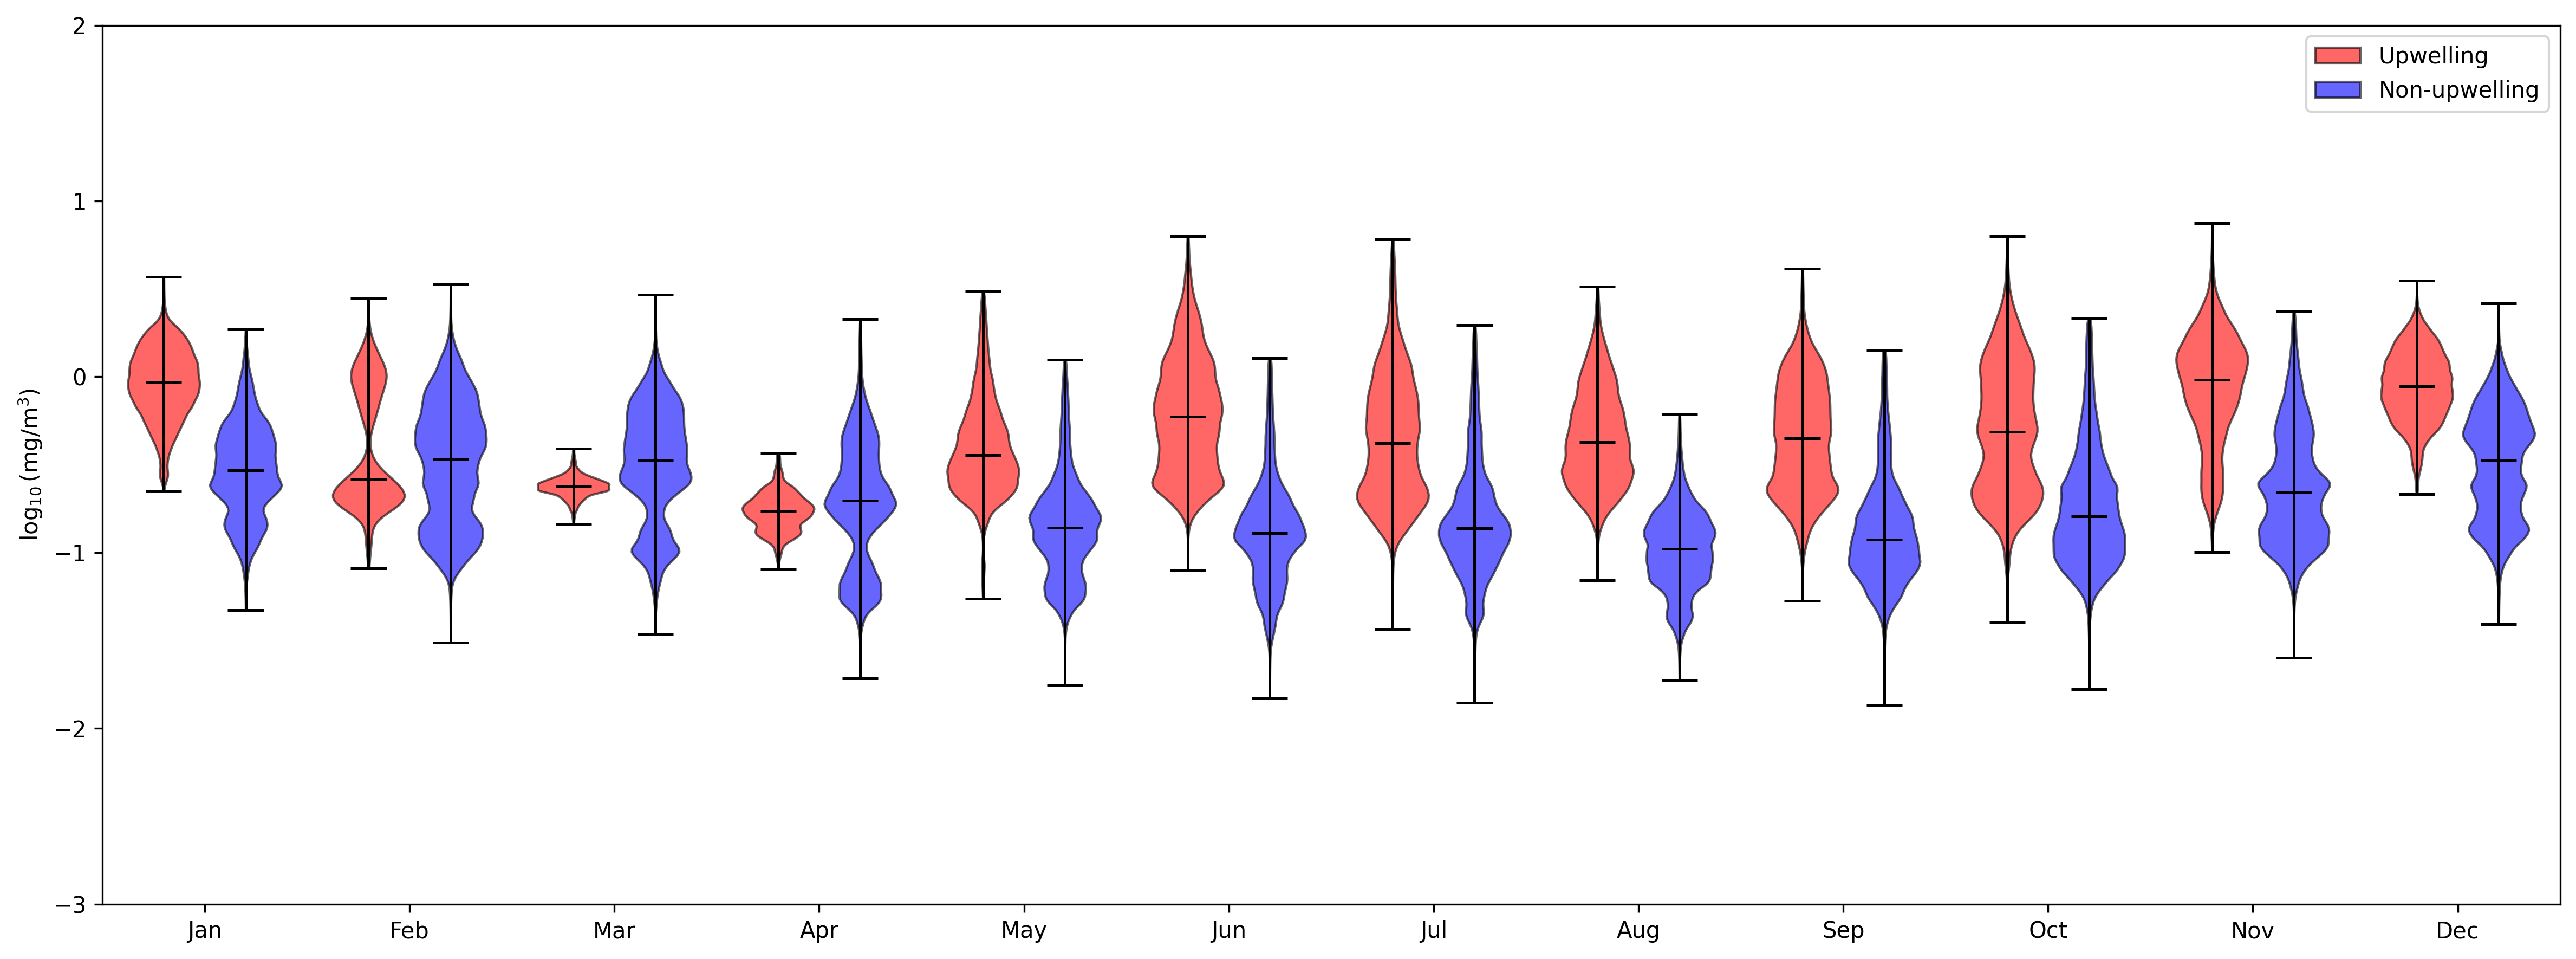 Upwelling
Non-upwelling
log₁₀(mg/m³)
2
1
0
−1
−2
−3
Jan Feb Mar Apr May Jun Jul Aug Sep Oct Nov Dec